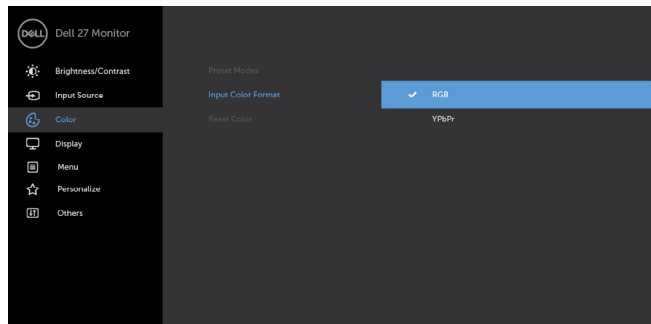 DELL Dell 27 Monitor
Brightness/Contrast
Input Source
Color
Display
Menu
Personalize
Others
Preset Modes
Input Color Format
Reset Color
RGB
YPbPr